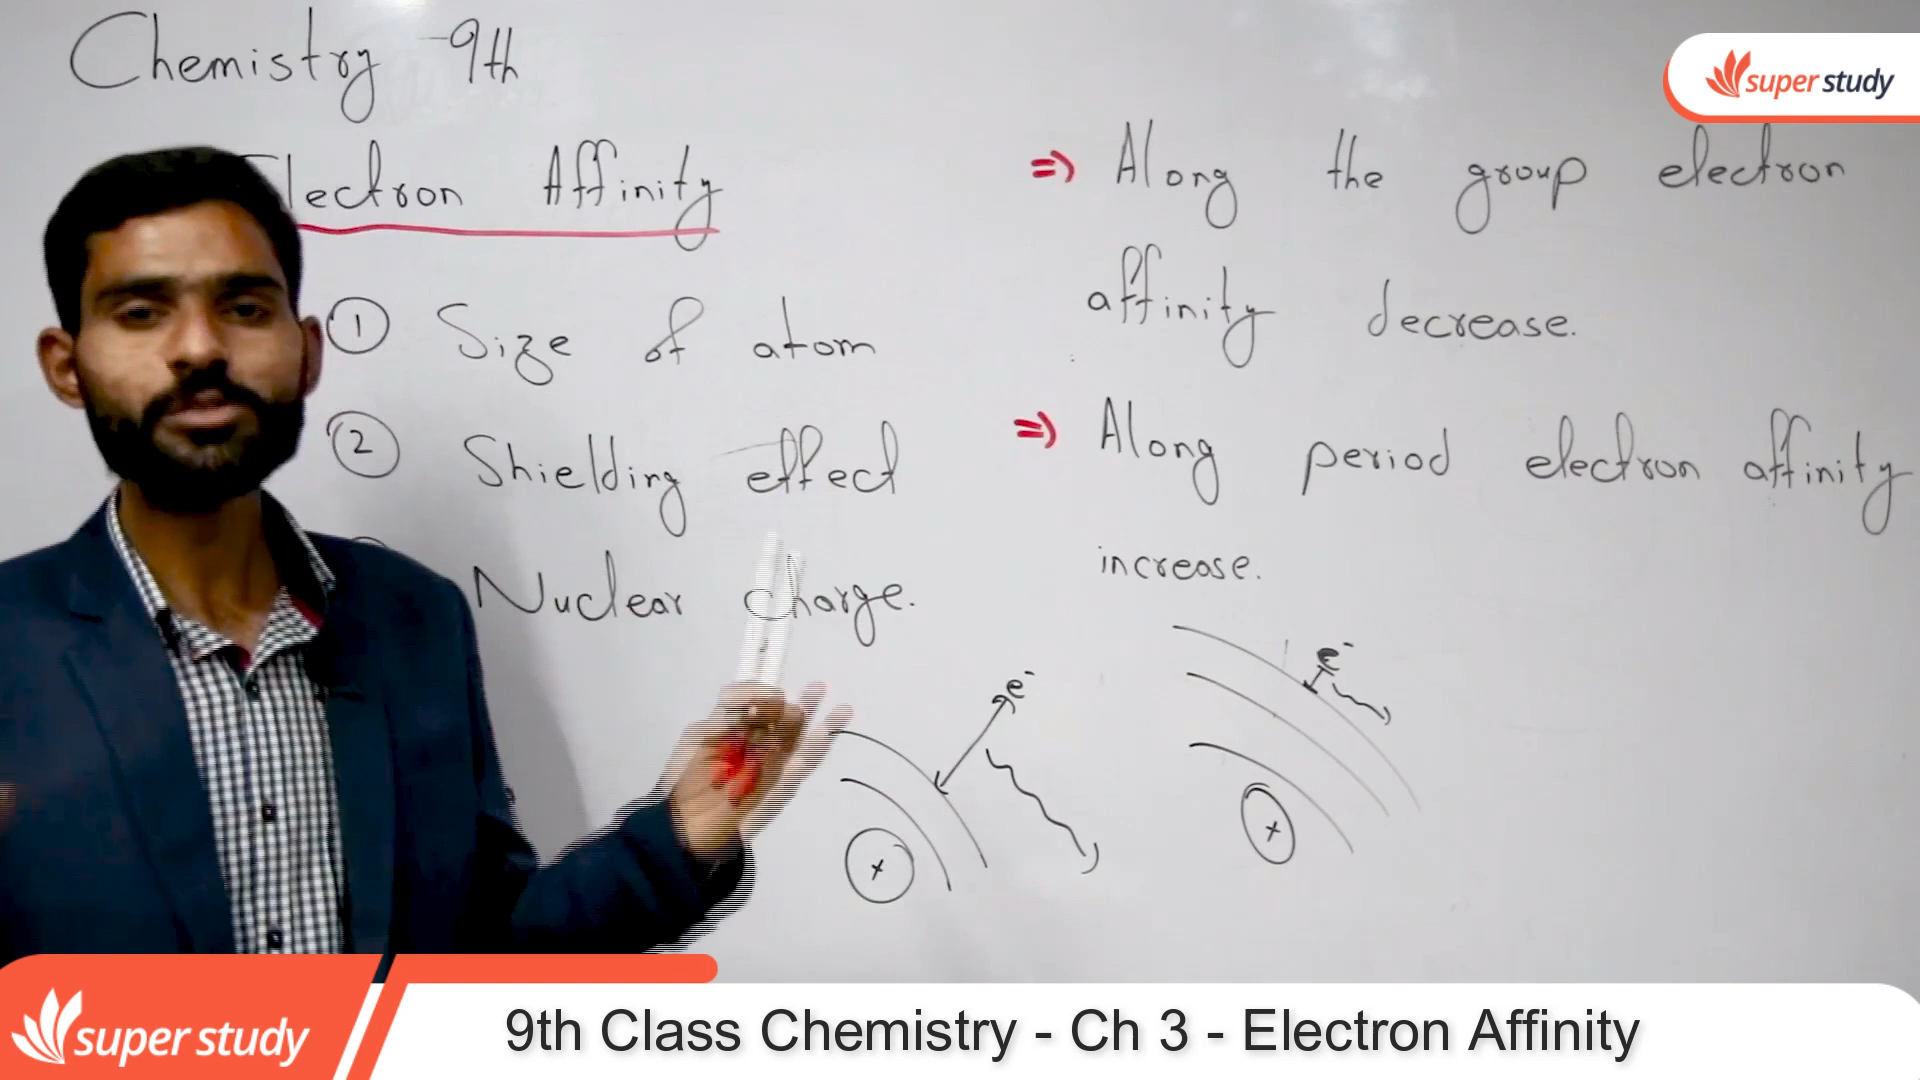 Chemistry 9th
Electron Affinity
① Size of atom
② Shielding effect
Nuclear charge.
⇒ Along the group electron
affinity decrease.
⇒ Along period electron affinity
increase.
e⁻
+
e⁻
+
super study
super study
9th Class Chemistry - Ch 3 - Electron Affinity